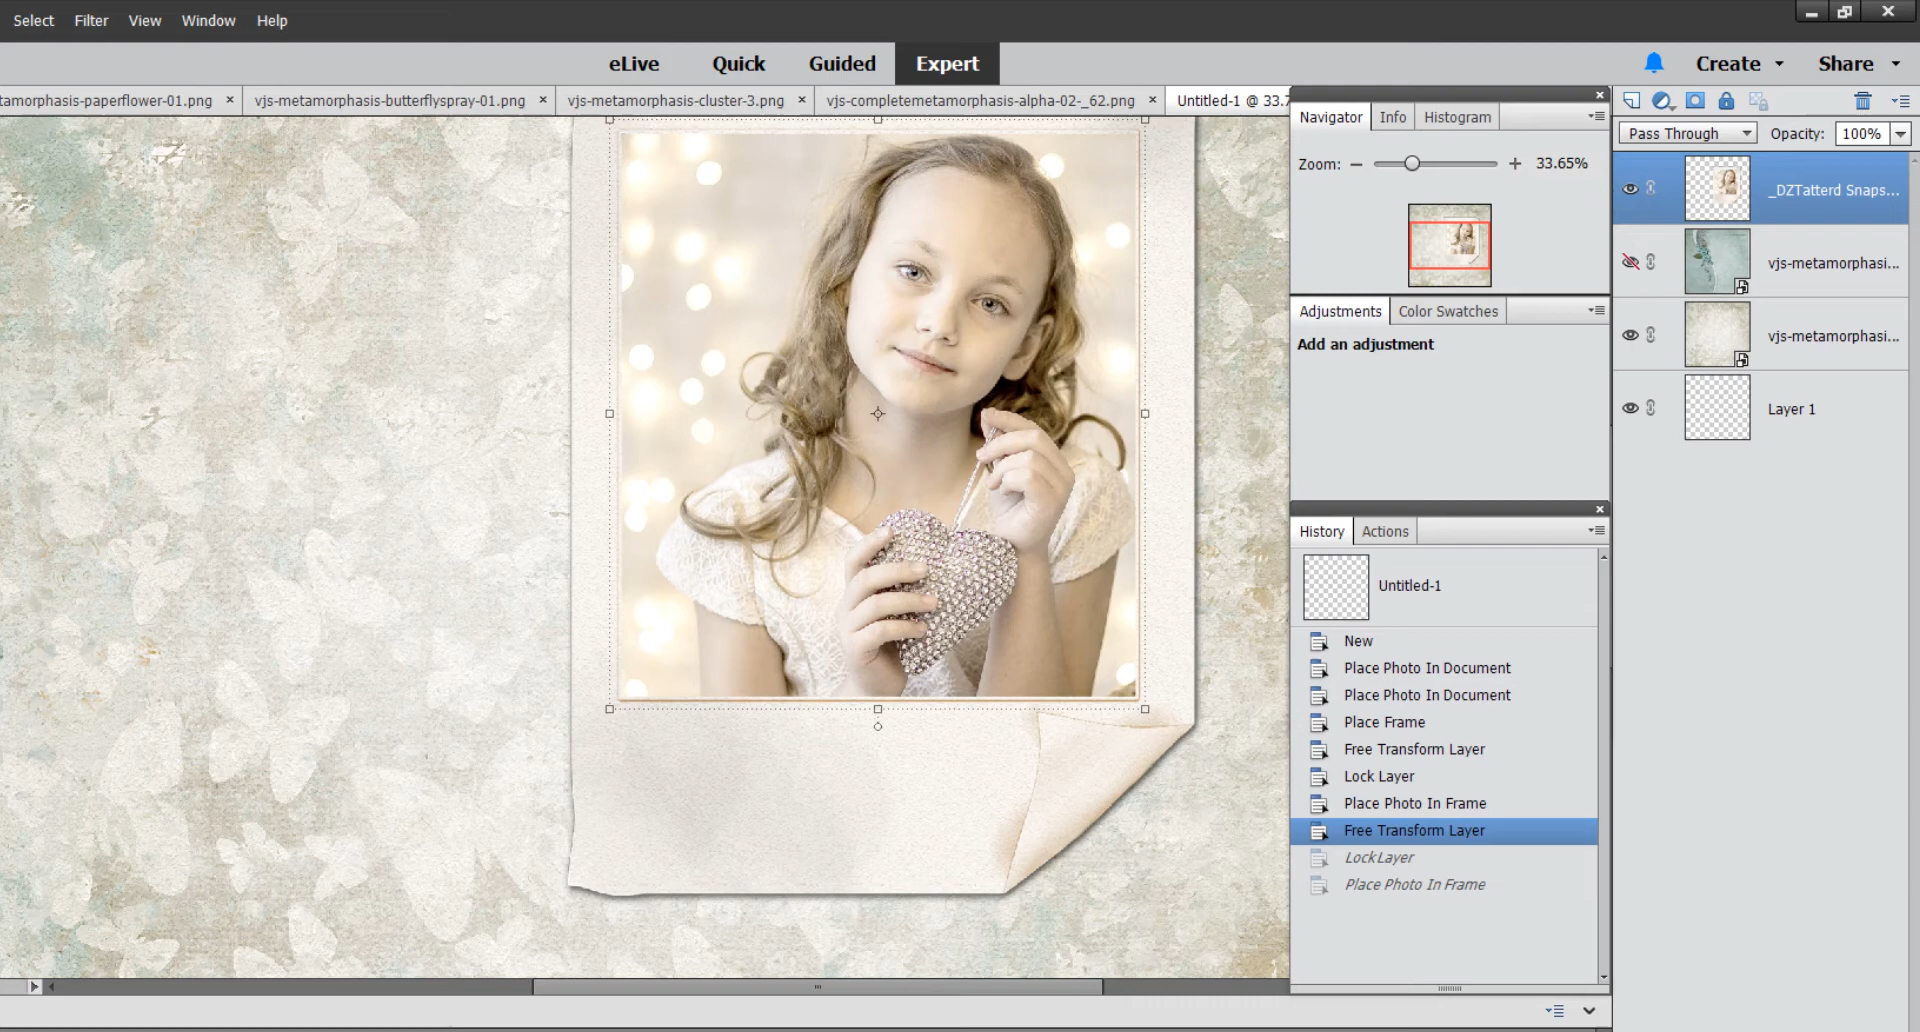 Select Filter View Window Help
eLive Quick Guided Expert Create Share
tamorphasis-paperflower-01.png × vjs-metamorphasis-butterflyspray-01.png × vjs-metamorphasis-cluster-3.png × vjs-completemetamorphasis-alpha-02-_62.png × Untitled-1 @ 33.7
Navigator Info Histogram
Zoom: 33.65%
Adjustments Color Swatches
Add an adjustment
History Actions
Untitled-1
New
Place Photo In Document
Place Photo In Document
Place Frame
Free Transform Layer
Lock Layer
Place Photo In Frame
Free Transform Layer
Lock Layer
Place Photo In Frame
Pass Through Opacity: 100%
_DZTatterd Snaps...
vjs-metamorphasi...
vjs-metamorphasi...
Layer 1